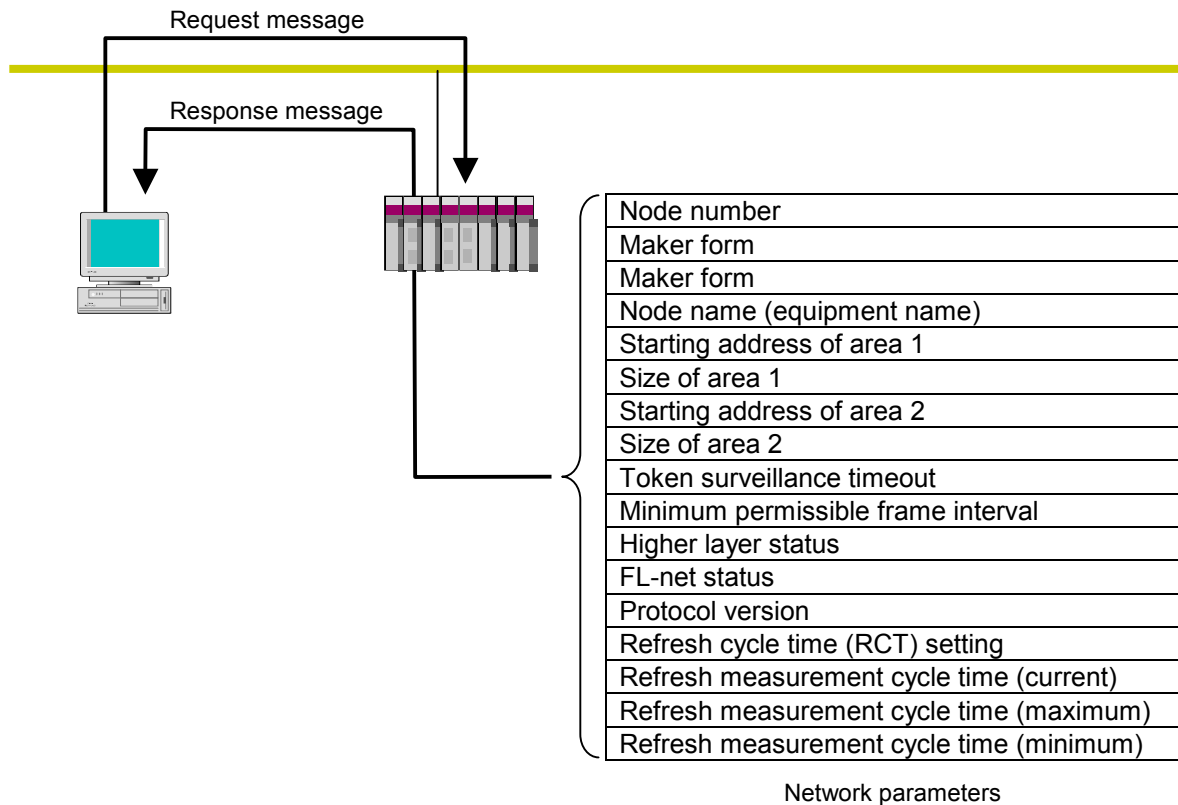 Request message
Response message
Node number
Maker form
Maker form
Node name (equipment name)
Starting address of area 1
Size of area 1
Starting address of area 2
Size of area 2
Token surveillance timeout
Minimum permissible frame interval
Higher layer status
FL-net status
Protocol version
Refresh cycle time (RCT) setting
Refresh measurement cycle time (current)
Refresh measurement cycle time (maximum)
Refresh measurement cycle time (minimum)
Network parameters